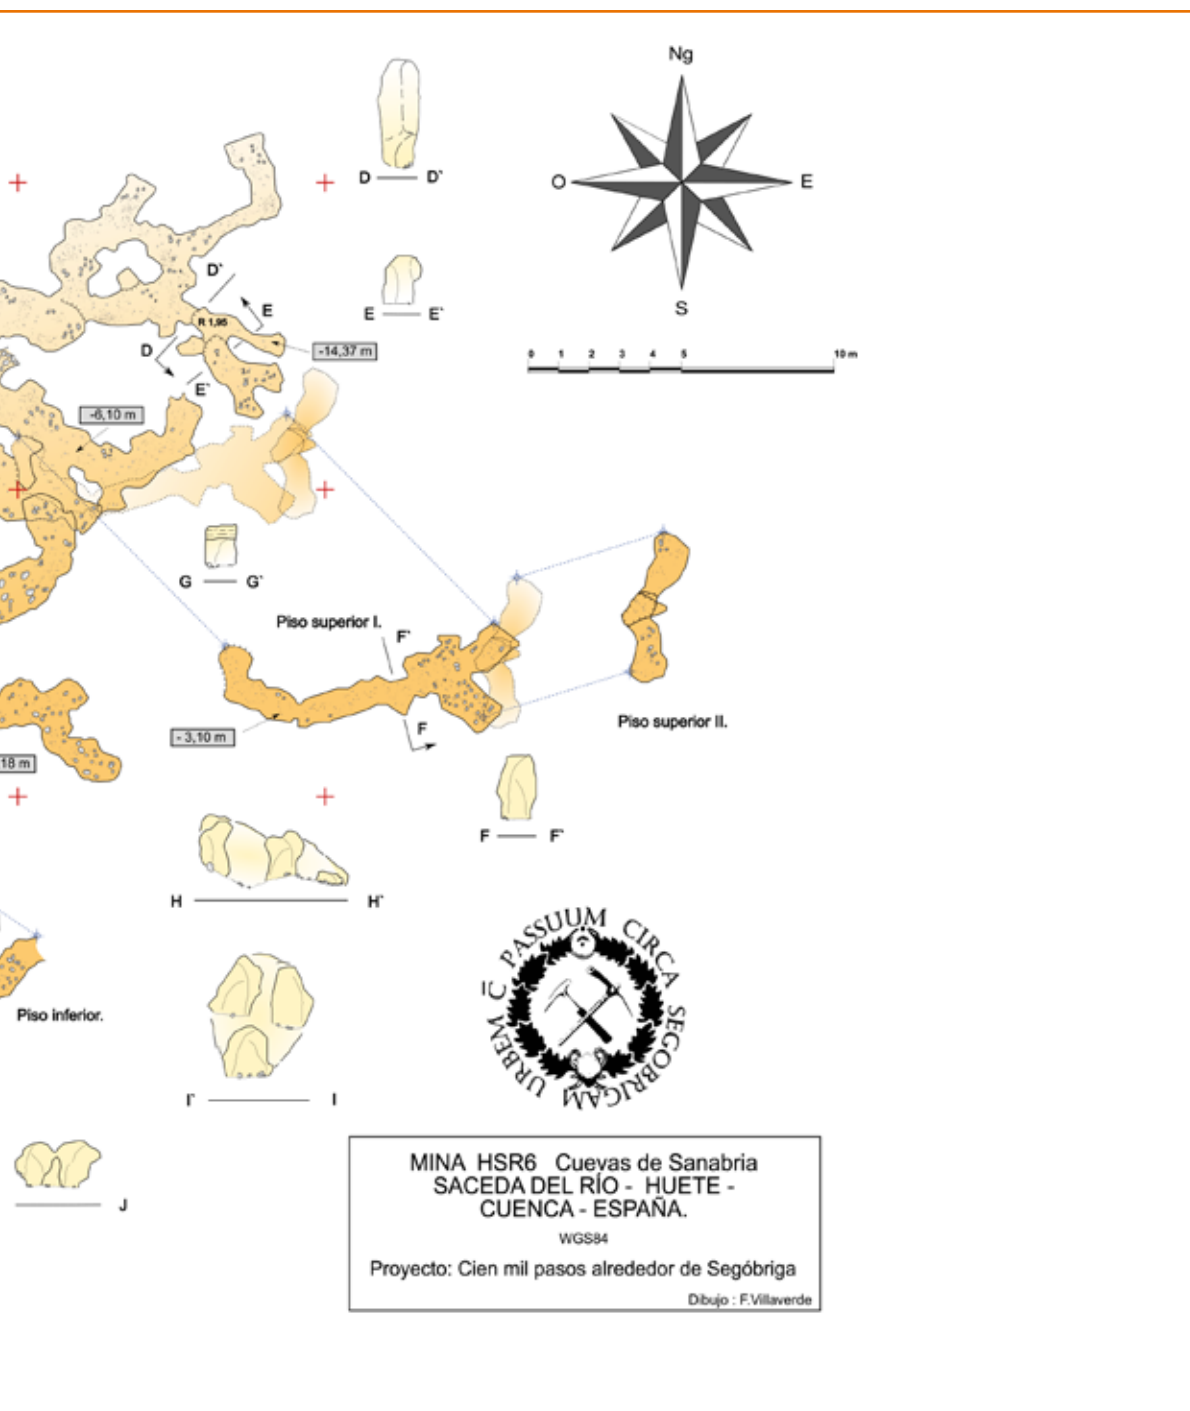 Ng
D D`
O E
D`
E
E E`
S
R 1,95
D
-14,37 m
0 1 2 3 4 5 10 m
E`
-6,10 m
G G`
Piso superior I.
F`
Piso superior II.
F
- 3,10 m
18 m
F F`
H H`
URBEM C̅ PASSUUM CIRCA SEGOBRIGAM
Piso inferior.
I` I
J
MINA HSR6 Cuevas de Sanabria
SACEDA DEL RÍO - HUETE -
CUENCA - ESPAÑA.
WGS84
Proyecto: Cien mil pasos alrededor de Segóbriga
Dibujo : F.Villaverde